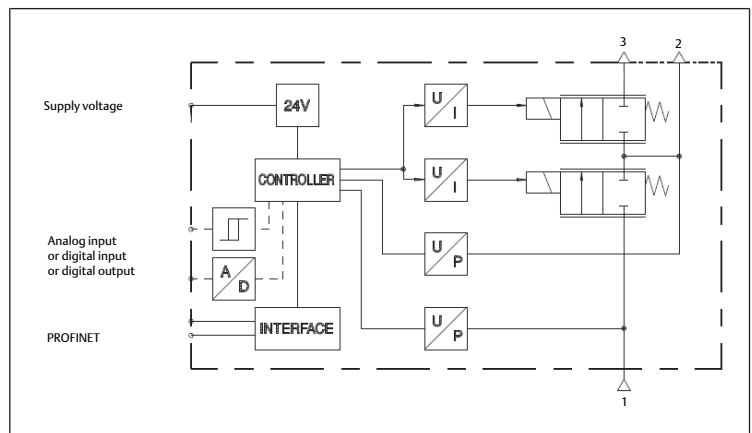 3 2
Supply voltage
24V
U I
CONTROLLER
U I
Analog input
or digital input
or digital output
A D
U P
PROFINET
INTERFACE
U P
1